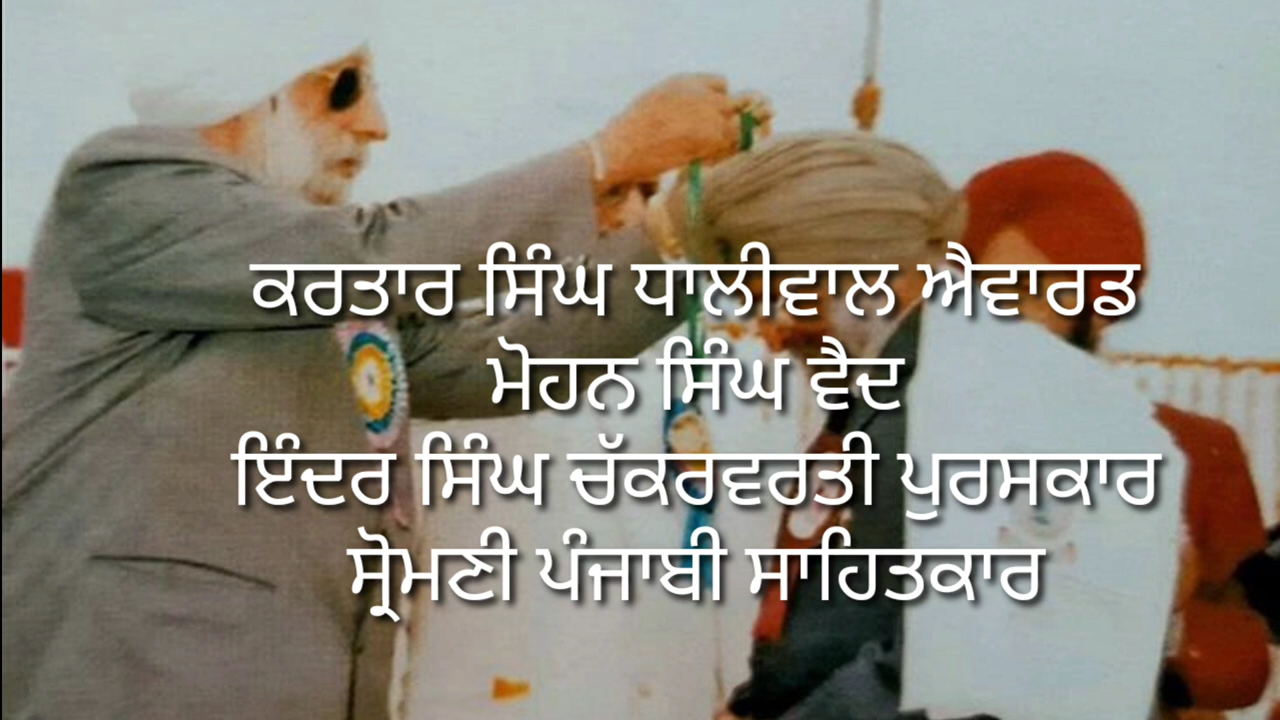 ਕਰਤਾਰ ਸਿੰਘ ਧਾਲੀਵਾਲ ਐਵਾਰਡ
ਮੋਹਨ ਸਿੰਘ ਵੈਦ
ਇੰਦਰ ਸਿੰਘ ਚੱਕਰਵਰਤੀ ਪੁਰਸਕਾਰ
ਸ੍ਰੋਮਣੀ ਪੰਜਾਬੀ ਸਾਹਿਤਕਾਰ